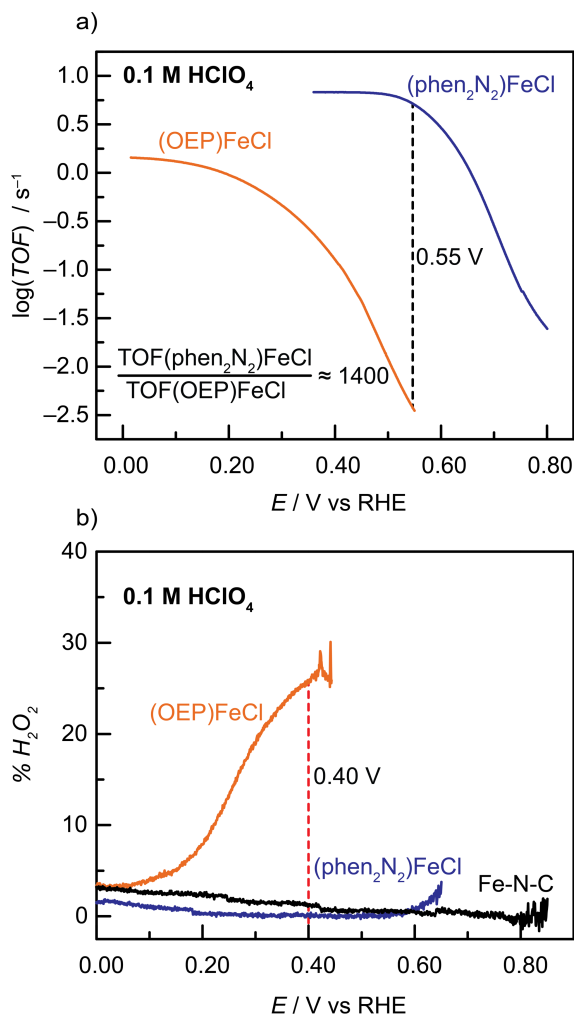 a)
1.0
0.5
0.0
−0.5
−1.0
−1.5
−2.0
−2.5
log(TOF) / s⁻¹
0.1 M HClO₄
(phen₂N₂)FeCl
(OEP)FeCl
0.55 V
TOF(phen₂N₂)FeCl
TOF(OEP)FeCl
≈ 1400
0.00 0.20 0.40 0.60 0.80
E / V vs RHE
b)
40
30
20
10
0
% H₂O₂
0.1 M HClO₄
(OEP)FeCl
0.40 V
(phen₂N₂)FeCl
Fe-N-C
0.00 0.20 0.40 0.60 0.80
E / V vs RHE